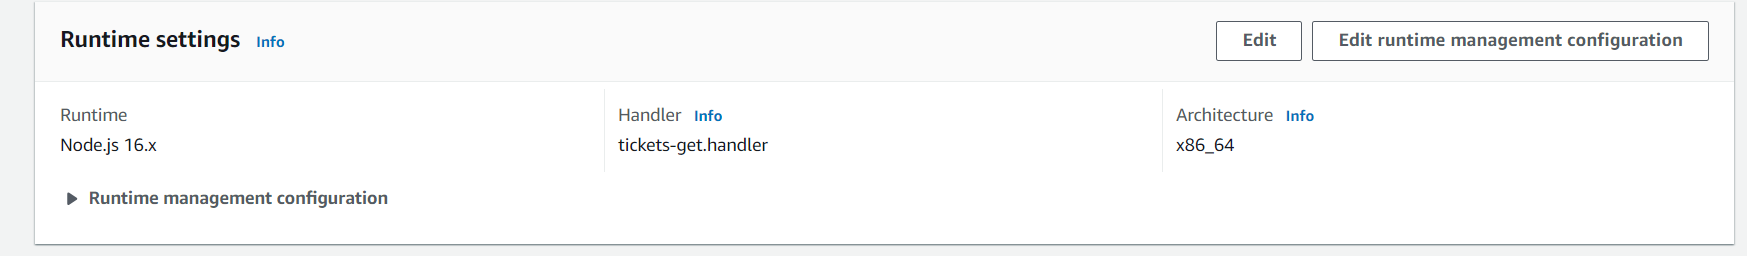 Runtime settings Info
Edit
Edit runtime management configuration
Runtime
Node.js 16.x
Handler Info
tickets-get.handler
Architecture Info
x86_64
Runtime management configuration